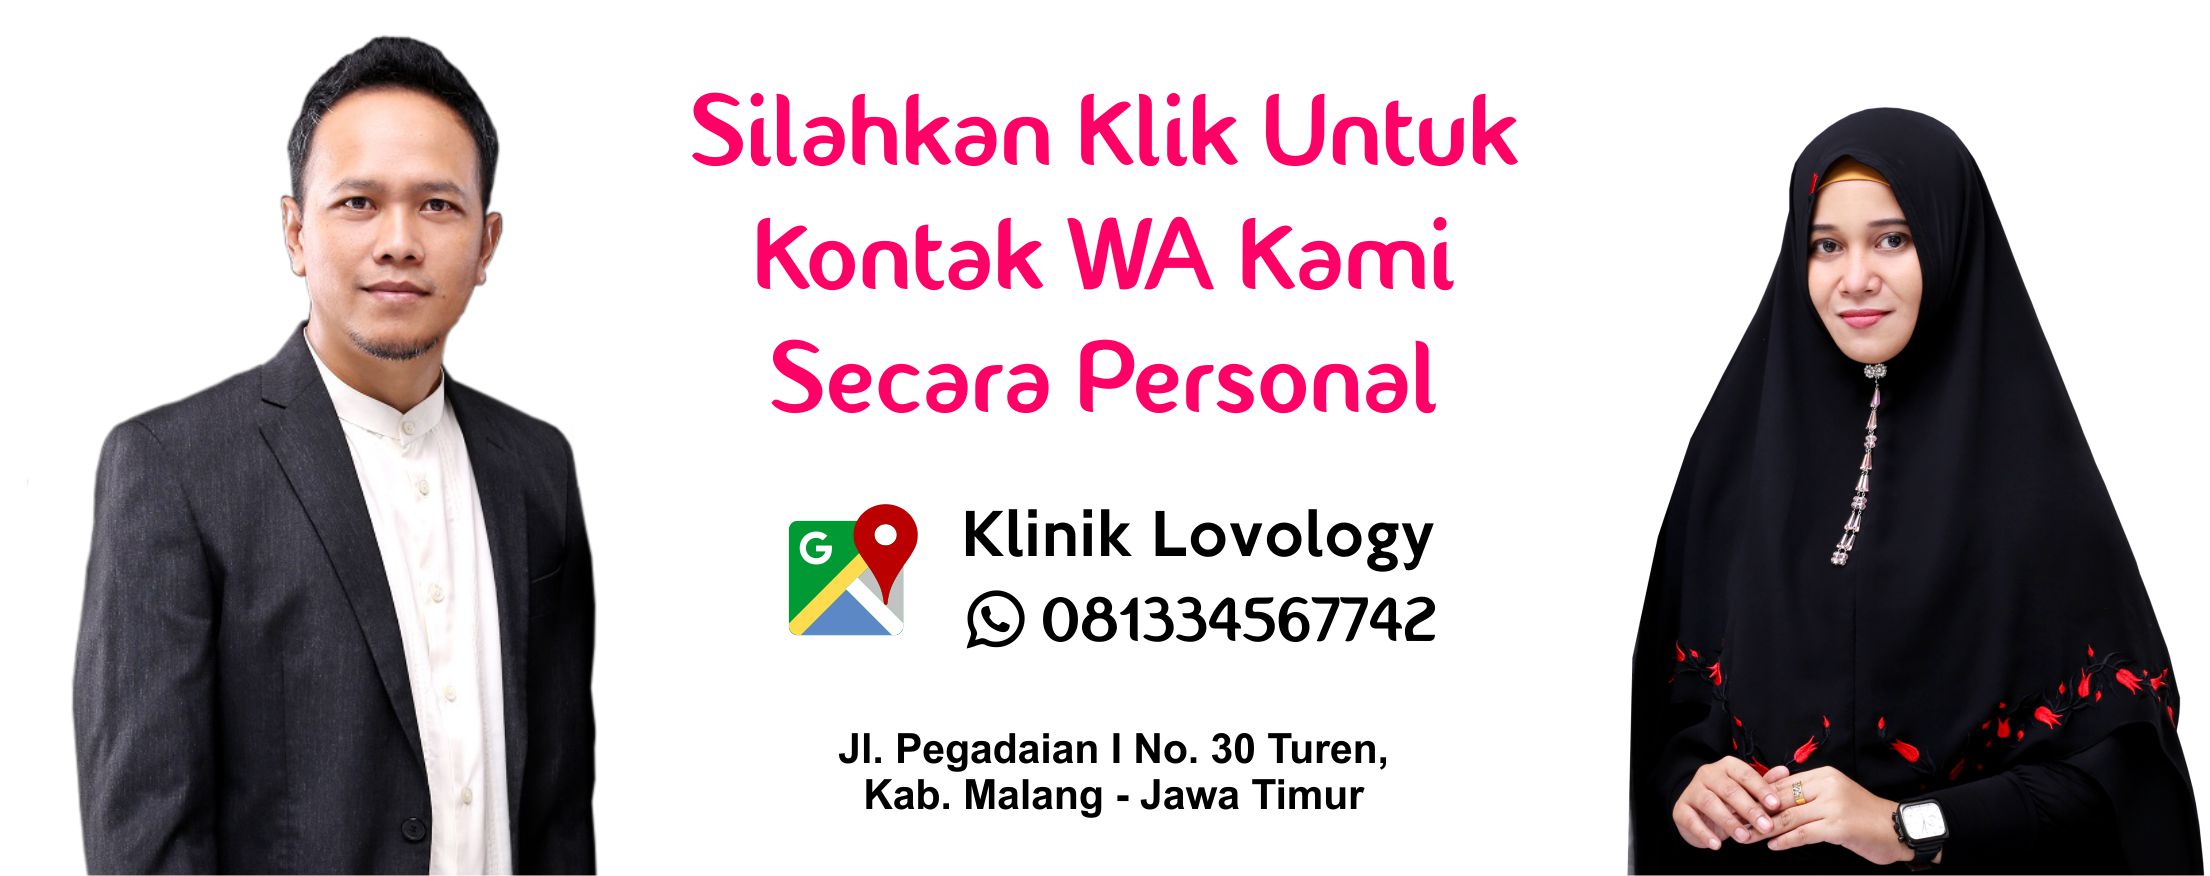 Silahkan Klik Untuk
Kontak WA Kami
Secara Personal
G
Klinik Lovology
081334567742
Jl. Pegadaian I No. 30 Turen,
Kab. Malang - Jawa Timur